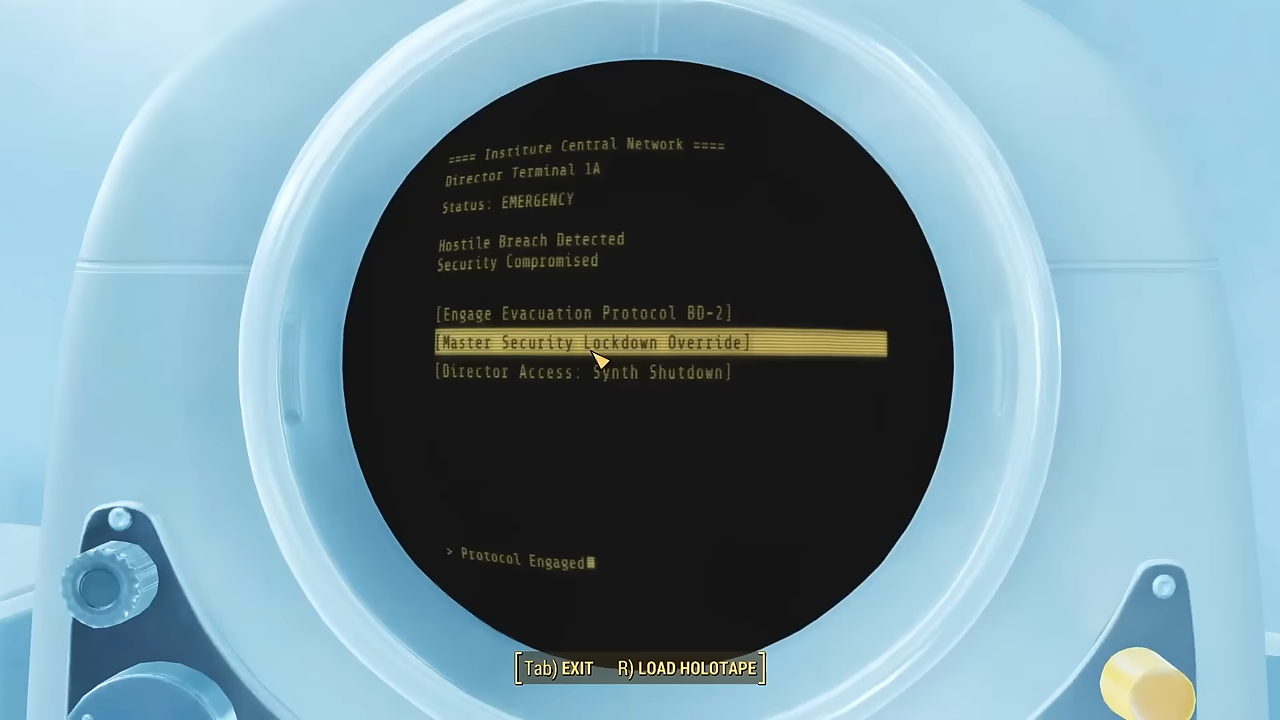 ==== Institute Central Network ====
Director Terminal 1A
Status: EMERGENCY
Hostile Breach Detected
Security Compromised
[Engage Evacuation Protocol BD-2]
[Master Security Lockdown Override]
[Director Access: Synth Shutdown]
> Protocol Engaged
[Tab) EXIT R) LOAD HOLOTAPE]